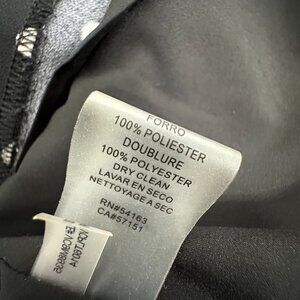 FORRO
100% POLIESTER
DOUBLURE
100% POLYESTER
DRY CLEAN
LAVAR EN SECO
NETTOYAGE A SEC
RN#54163
CA#57151